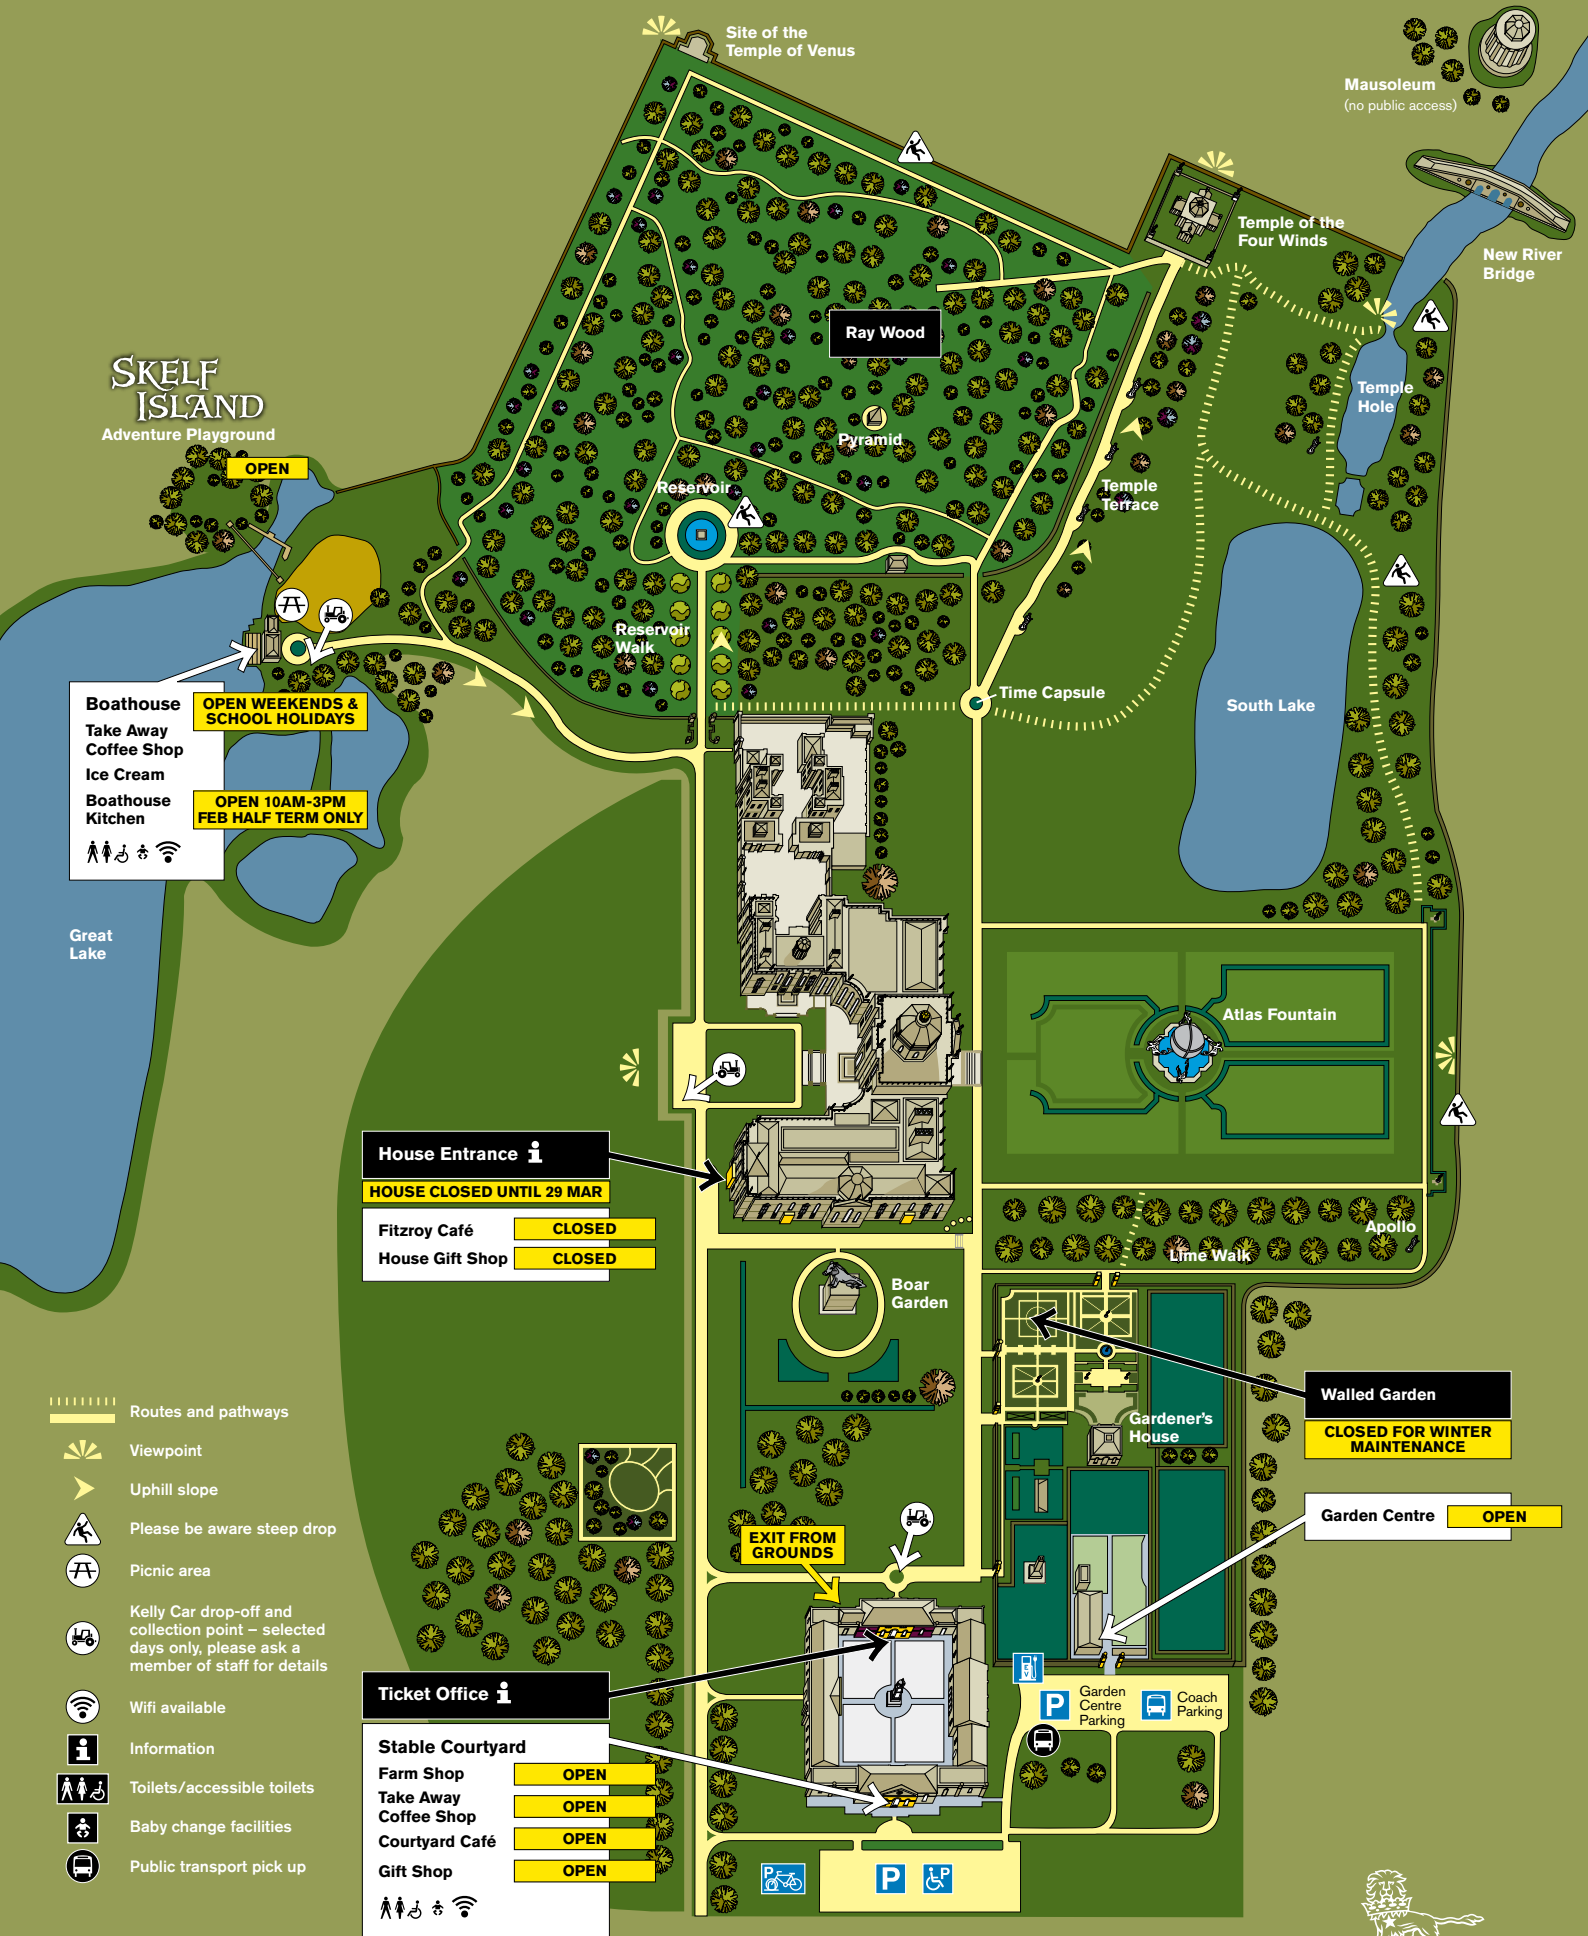 Site of the
Temple of Venus
Mausoleum
(no public access)
Temple of the
Four Winds
New River
Bridge
Ray Wood
SKELF
ISLAND
Adventure Playground
OPEN
Temple
Hole
Pyramid
Reservoir
Temple
Terrace
Reservoir
Walk
Time Capsule
South Lake
Boathouse
OPEN WEEKENDS &
SCHOOL HOLIDAYS
Take Away
Coffee Shop
Ice Cream
Boathouse
Kitchen
OPEN 10AM-3PM
FEB HALF TERM ONLY
Great
Lake
Atlas Fountain
House Entrance i
HOUSE CLOSED UNTIL 29 MAR
Fitzroy Café CLOSED
House Gift Shop CLOSED
Apollo
Lime Walk
Boar
Garden
Walled Garden
CLOSED FOR WINTER
MAINTENANCE
Gardener's
House
Garden Centre OPEN
EXIT FROM
GROUNDS
Routes and pathways
Viewpoint
Uphill slope
Please be aware steep drop
Picnic area
Kelly Car drop-off and
collection point – selected
days only, please ask a
member of staff for details
Wifi available
i Information
Toilets/accessible toilets
Baby change facilities
Public transport pick up
Ticket Office i
Stable Courtyard
Farm Shop OPEN
Take Away
Coffee Shop OPEN
Courtyard Café OPEN
Gift Shop OPEN
EV
P Garden
Centre
Parking
Coach
Parking
P
P
P